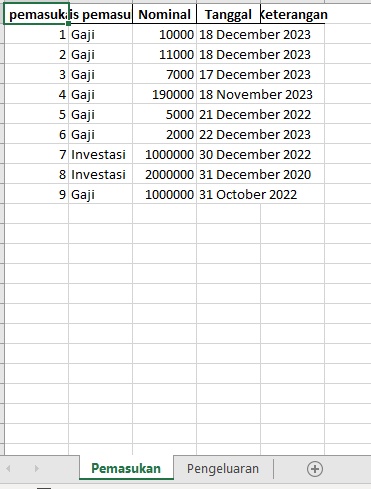 pemasuka is pemasu Nominal Tanggal Keterangan
1 Gaji 10000 18 December 2023
2 Gaji 11000 18 December 2023
3 Gaji 7000 17 December 2023
4 Gaji 190000 18 November 2023
5 Gaji 5000 21 December 2022
6 Gaji 2000 22 December 2023
7 Investasi 1000000 30 December 2022
8 Investasi 2000000 31 December 2020
9 Gaji 1000000 31 October 2022
Pemasukan Pengeluaran